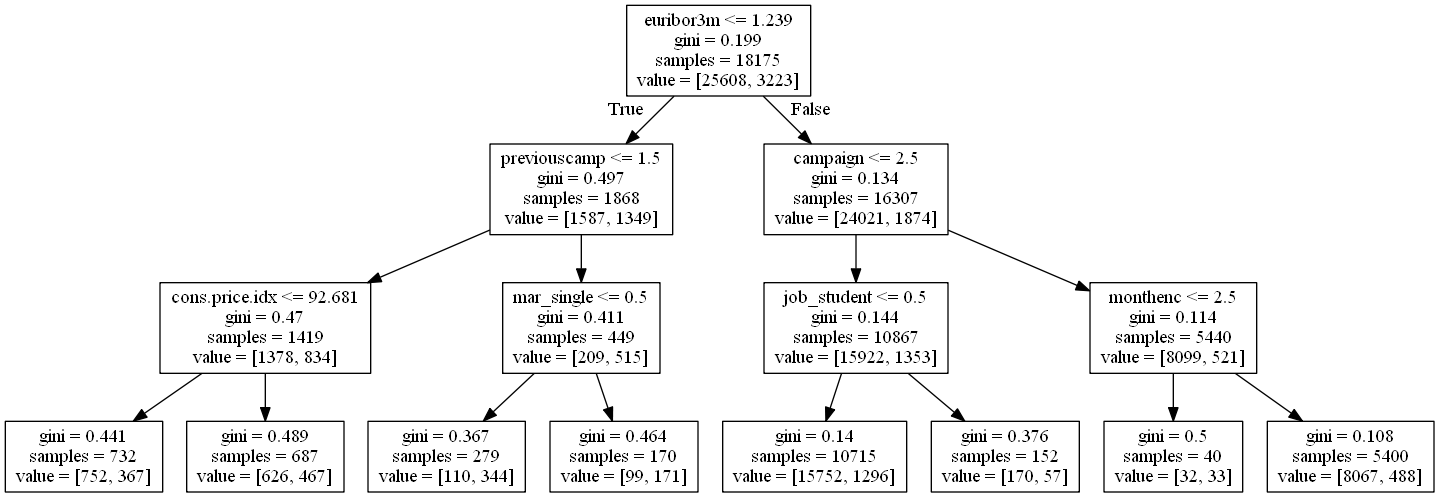 euribor3m <= 1.239
gini = 0.199
samples = 18175
value = [25608, 3223]
True
False
previouscamp <= 1.5
gini = 0.497
samples = 1868
value = [1587, 1349]
campaign <= 2.5
gini = 0.134
samples = 16307
value = [24021, 1874]
cons.price.idx <= 92.681
gini = 0.47
samples = 1419
value = [1378, 834]
mar_single <= 0.5
gini = 0.411
samples = 449
value = [209, 515]
job_student <= 0.5
gini = 0.144
samples = 10867
value = [15922, 1353]
monthenc <= 2.5
gini = 0.114
samples = 5440
value = [8099, 521]
gini = 0.441
samples = 732
value = [752, 367]
gini = 0.489
samples = 687
value = [626, 467]
gini = 0.367
samples = 279
value = [110, 344]
gini = 0.464
samples = 170
value = [99, 171]
gini = 0.14
samples = 10715
value = [15752, 1296]
gini = 0.376
samples = 152
value = [170, 57]
gini = 0.5
samples = 40
value = [32, 33]
gini = 0.108
samples = 5400
value = [8067, 488]